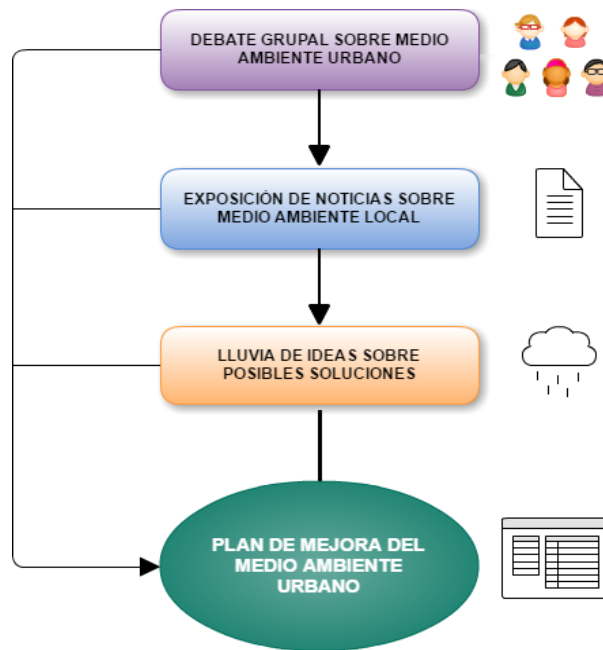 DEBATE GRUPAL SOBRE MEDIO
AMBIENTE URBANO
EXPOSICIÓN DE NOTICIAS SOBRE
MEDIO AMBIENTE LOCAL
LLUVIA DE IDEAS SOBRE
POSIBLES SOLUCIONES
PLAN DE MEJORA DEL
MEDIO AMBIENTE
URBANO